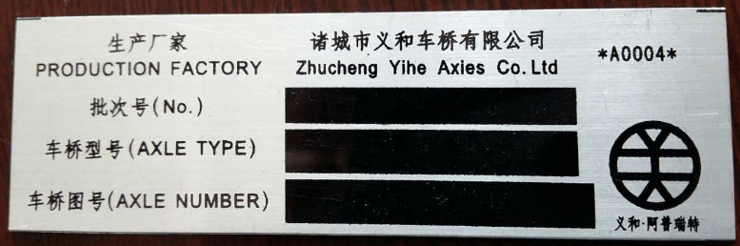 生产厂家 诸城市义和车桥有限公司
PRODUCTION FACTORY Zhucheng Yihe Axies Co.Ltd *A0004*
批次号(No.)
车桥型号(AXLE TYPE)
车桥图号(AXLE NUMBER)
义和·阿普瑞特